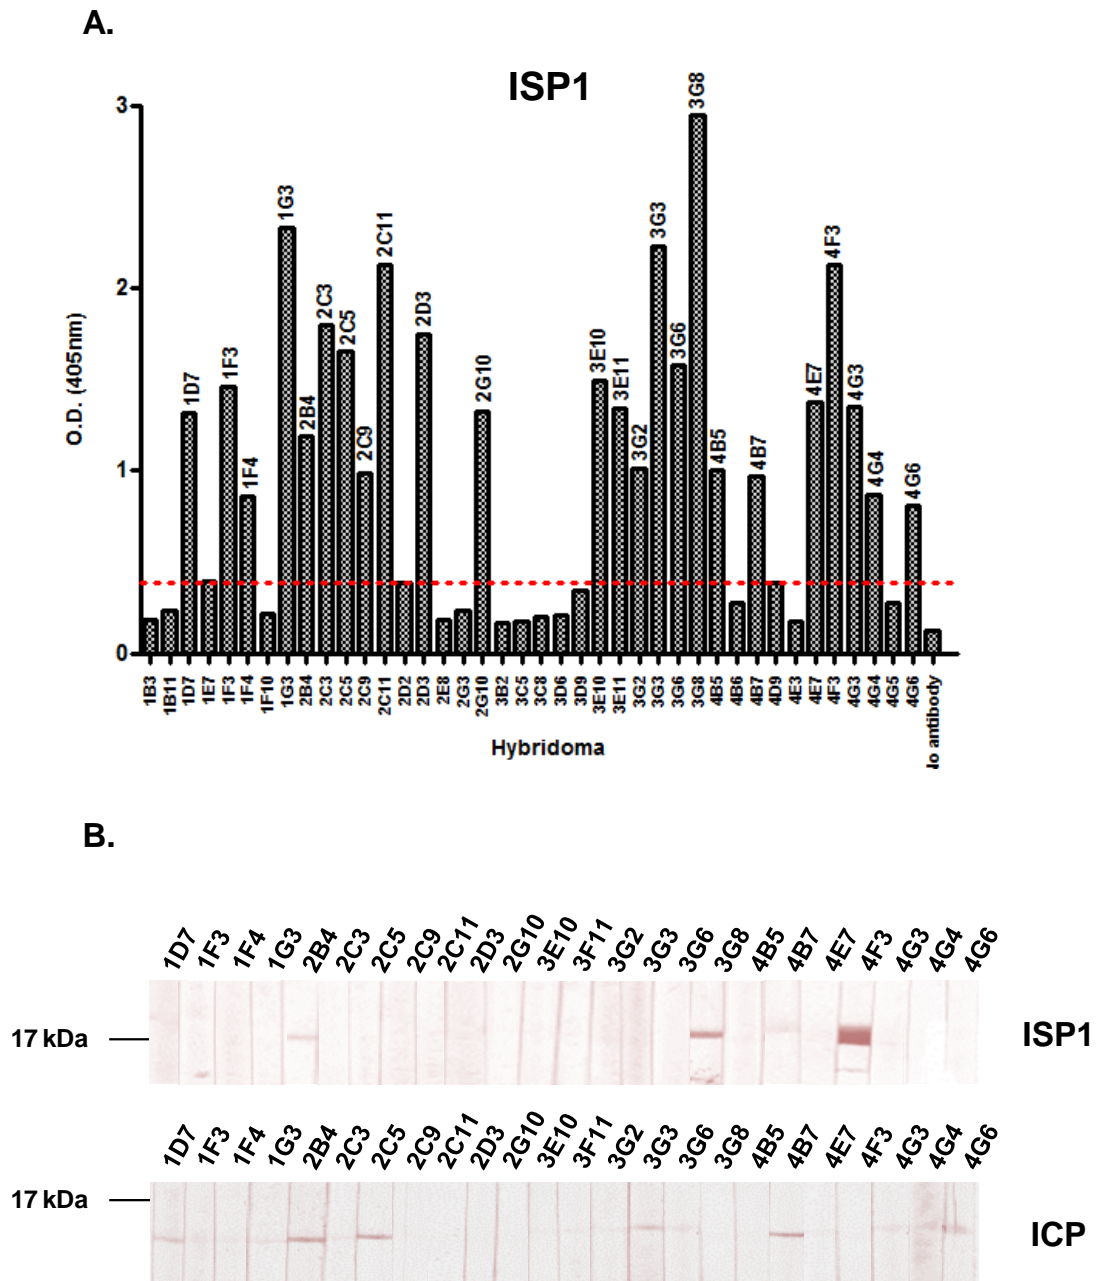 A.
ISP1
3
2
1
0
O.D. (405nm)
1D7
1F3
1F4
1G3
2B4
2C3
2C5
2C9
2C11
2D3
2G10
3E10
3E11
3G2
3G3
3G6
3G8
4B5
4B7
4E7
4F3
4G3
4G4
4G6
1B3 1B11 1D7 1E7 1F3 1F4 1F10 1G3 2B4 2C3 2C5 2C9 2C11 2D2 2D3 2E8 2G3 2G10 3B2 3C5 3C8 3D6 3D9 3E10 3E11 3G2 3G3 3G6 3G8 4B5 4B6 4B7 4D9 4E3 4E7 4F3 4G3 4G4 4G5 4G6 lo antibody
Hybridoma
B.
1D7 1F3 1F4 1G3 2B4 2C3 2C5 2C9 2C11 2D3 2G10 3E10 3F11 3G2 3G3 3G6 3G8 4B5 4B7 4E7 4F3 4G3 4G4 4G6
17 kDa
ISP1
1D7 1F3 1F4 1G3 2B4 2C3 2C5 2C9 2C11 2D3 2G10 3E10 3F11 3G2 3G3 3G6 3G8 4B5 4B7 4E7 4F3 4G3 4G4 4G6
17 kDa
ICP